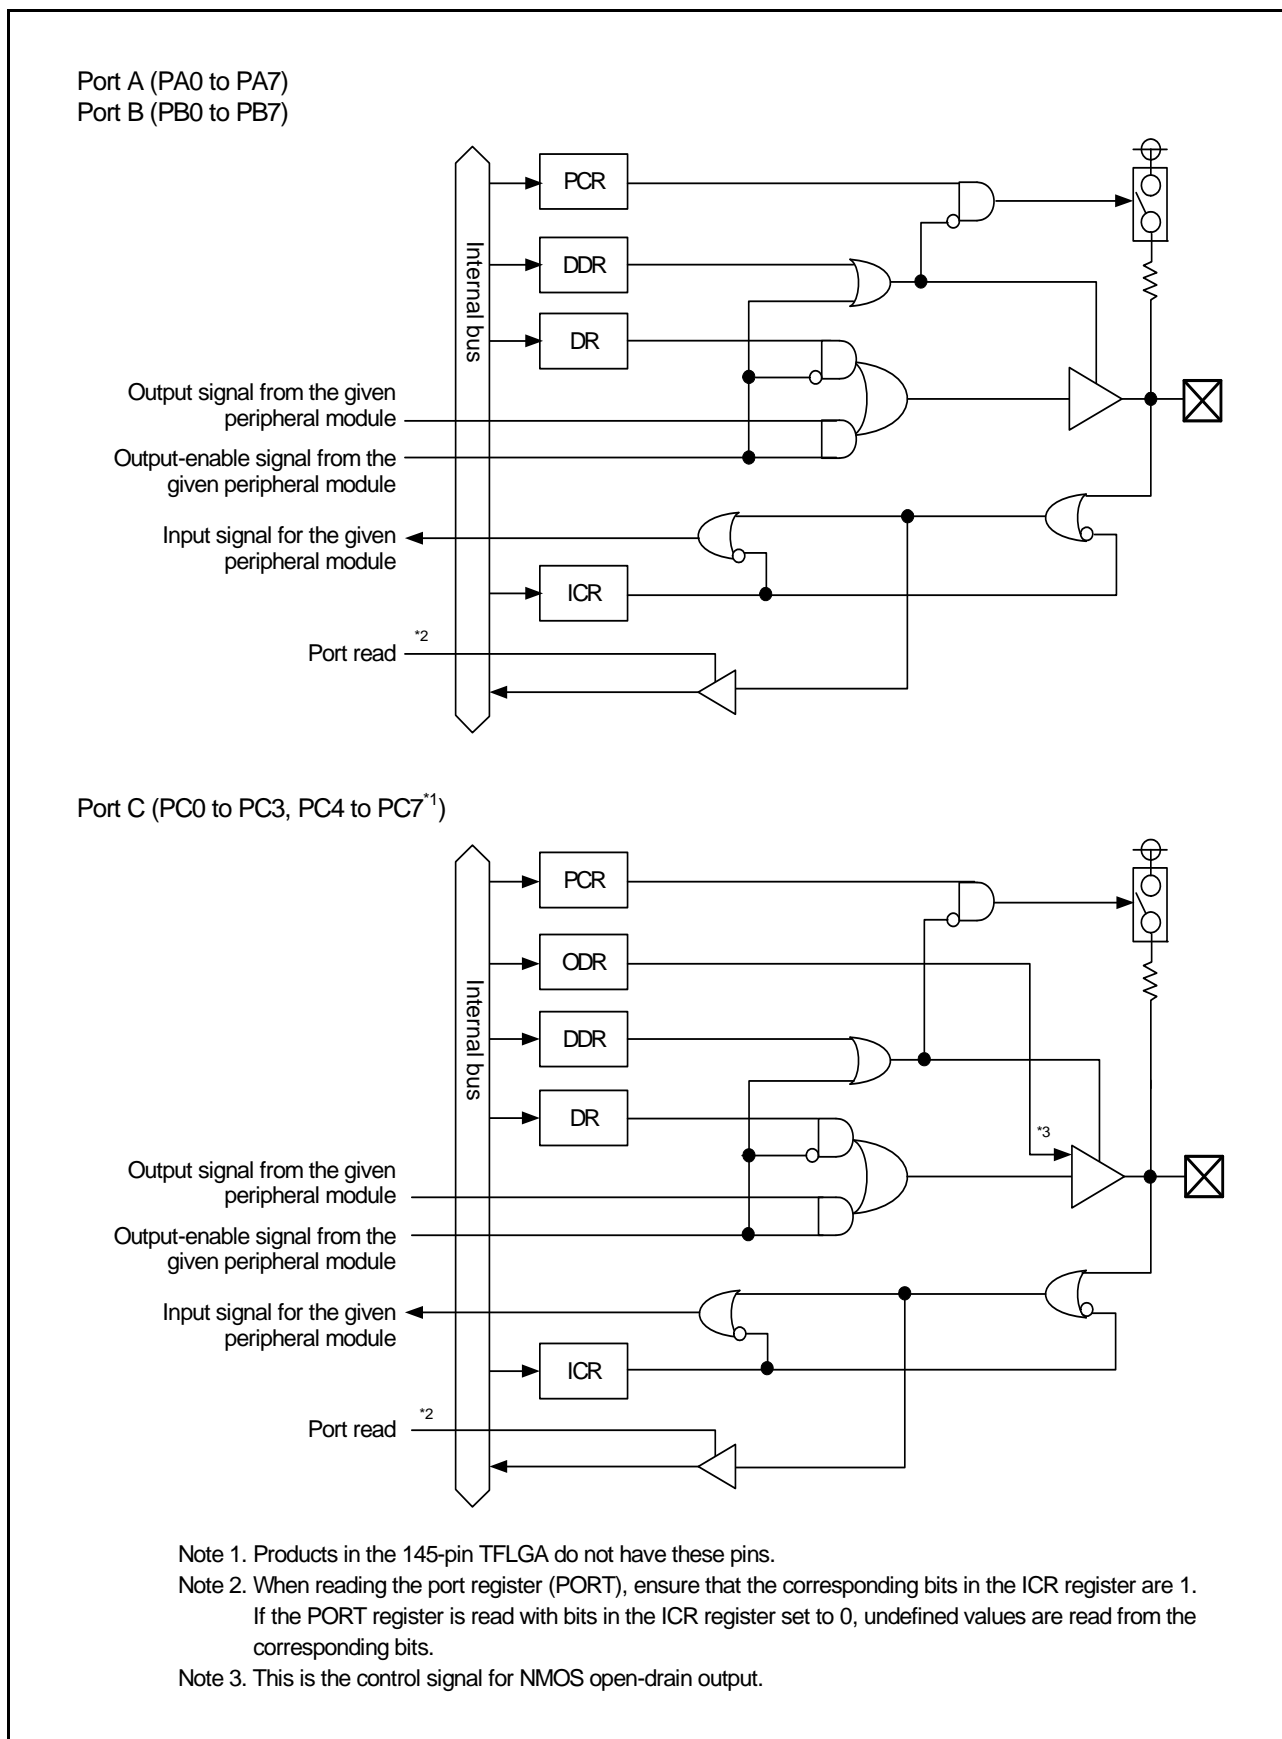 Port A (PA0 to PA7)
Port B (PB0 to PB7)
PCR
DDR
Internal bus
DR
Output signal from the given
peripheral module
Output-enable signal from the
given peripheral module
Input signal for the given
peripheral module
ICR
Port read *2
Port C (PC0 to PC3, PC4 to PC7*1)
PCR
ODR
Internal bus
DDR
DR
*3
Output signal from the given
peripheral module
Output-enable signal from the
given peripheral module
Input signal for the given
peripheral module
ICR
Port read *2
Note 1. Products in the 145-pin TFLGA do not have these pins.
Note 2. When reading the port register (PORT), ensure that the corresponding bits in the ICR register are 1.
If the PORT register is read with bits in the ICR register set to 0, undefined values are read from the
corresponding bits.
Note 3. This is the control signal for NMOS open-drain output.